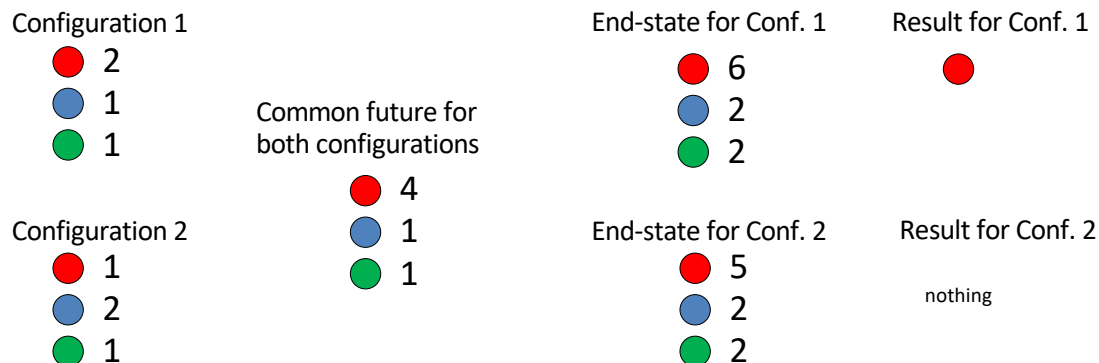 Configuration 1
2
1
1
Common future for
both configurations
4
1
1
Configuration 2
1
2
1
End-state for Conf. 1
6
2
2
Result for Conf. 1
End-state for Conf. 2
5
2
2
Result for Conf. 2
nothing